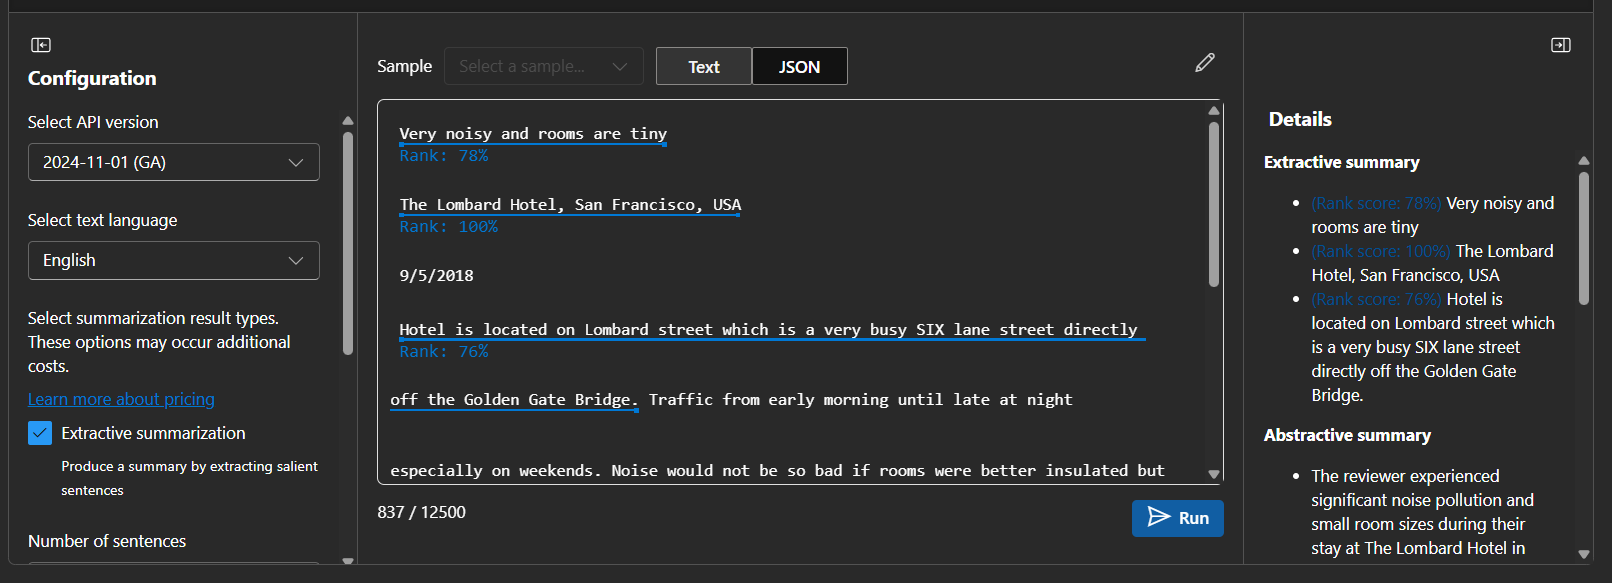 Configuration
Select API version
2024-11-01 (GA)
Select text language
English
Select summarization result types.
These options may occur additional
costs.
Learn more about pricing
Extractive summarization
Produce a summary by extracting salient
sentences
Number of sentences
Sample
Select a sample...
Text
JSON
Very noisy and rooms are tiny
Rank: 78%
The Lombard Hotel, San Francisco, USA
Rank: 100%
9/5/2018
Hotel is located on Lombard street which is a very busy SIX lane street directly
Rank: 76%
off the Golden Gate Bridge. Traffic from early morning until late at night
especially on weekends. Noise would not be so bad if rooms were better insulated but
837 / 12500
Run
Details
Extractive summary
(Rank score: 78%) Very noisy and
rooms are tiny
(Rank score: 100%) The Lombard
Hotel, San Francisco, USA
(Rank score: 76%) Hotel is
located on Lombard street which
is a very busy SIX lane street
directly off the Golden Gate
Bridge.
Abstractive summary
The reviewer experienced
significant noise pollution and
small room sizes during their
stay at The Lombard Hotel in